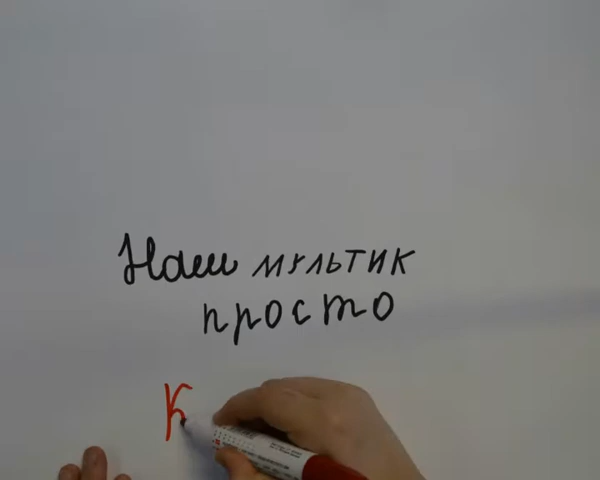 Наш мультик
просто
К